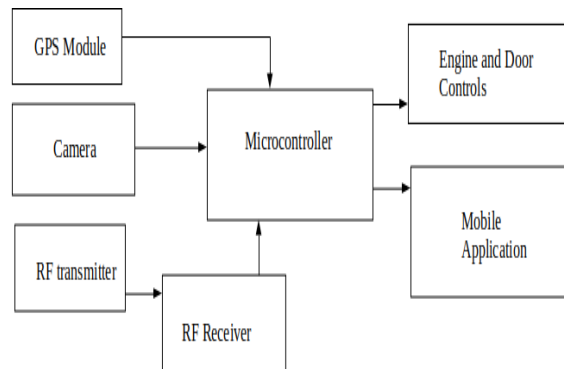 GPS Module
Engine and Door
Controls
Camera
Microcontroller
Mobile
Application
RF transmitter
RF Receiver